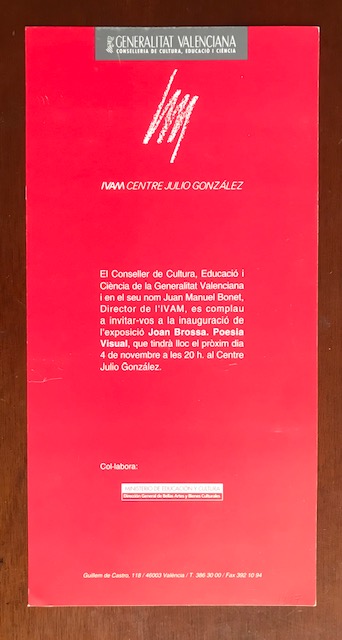 GENERALITAT VALENCIANA
CONSELLERIA DE CULTURA, EDUCACIÓ I CIÈNCIA
IVAM CENTRE JULIO GONZÁLEZ
El Conseller de Cultura, Educació i
Ciència de la Generalitat Valenciana
i en el seu nom Juan Manuel Bonet,
Director de l'IVAM, es complau
a invitar-vos a la inauguració de
l'exposició Joan Brossa. Poesia
Visual, que tindrà lloc el pròxim dia
4 de novembre a les 20 h. al Centre
Julio González.
Col·labora:
MINISTERIO DE EDUCACIÓN Y CULTURA
Dirección General de Bellas Artes y Bienes Culturales
Guillem de Castro, 118 / 46003 València / T. 386 30 00 / Fax 392 10 94